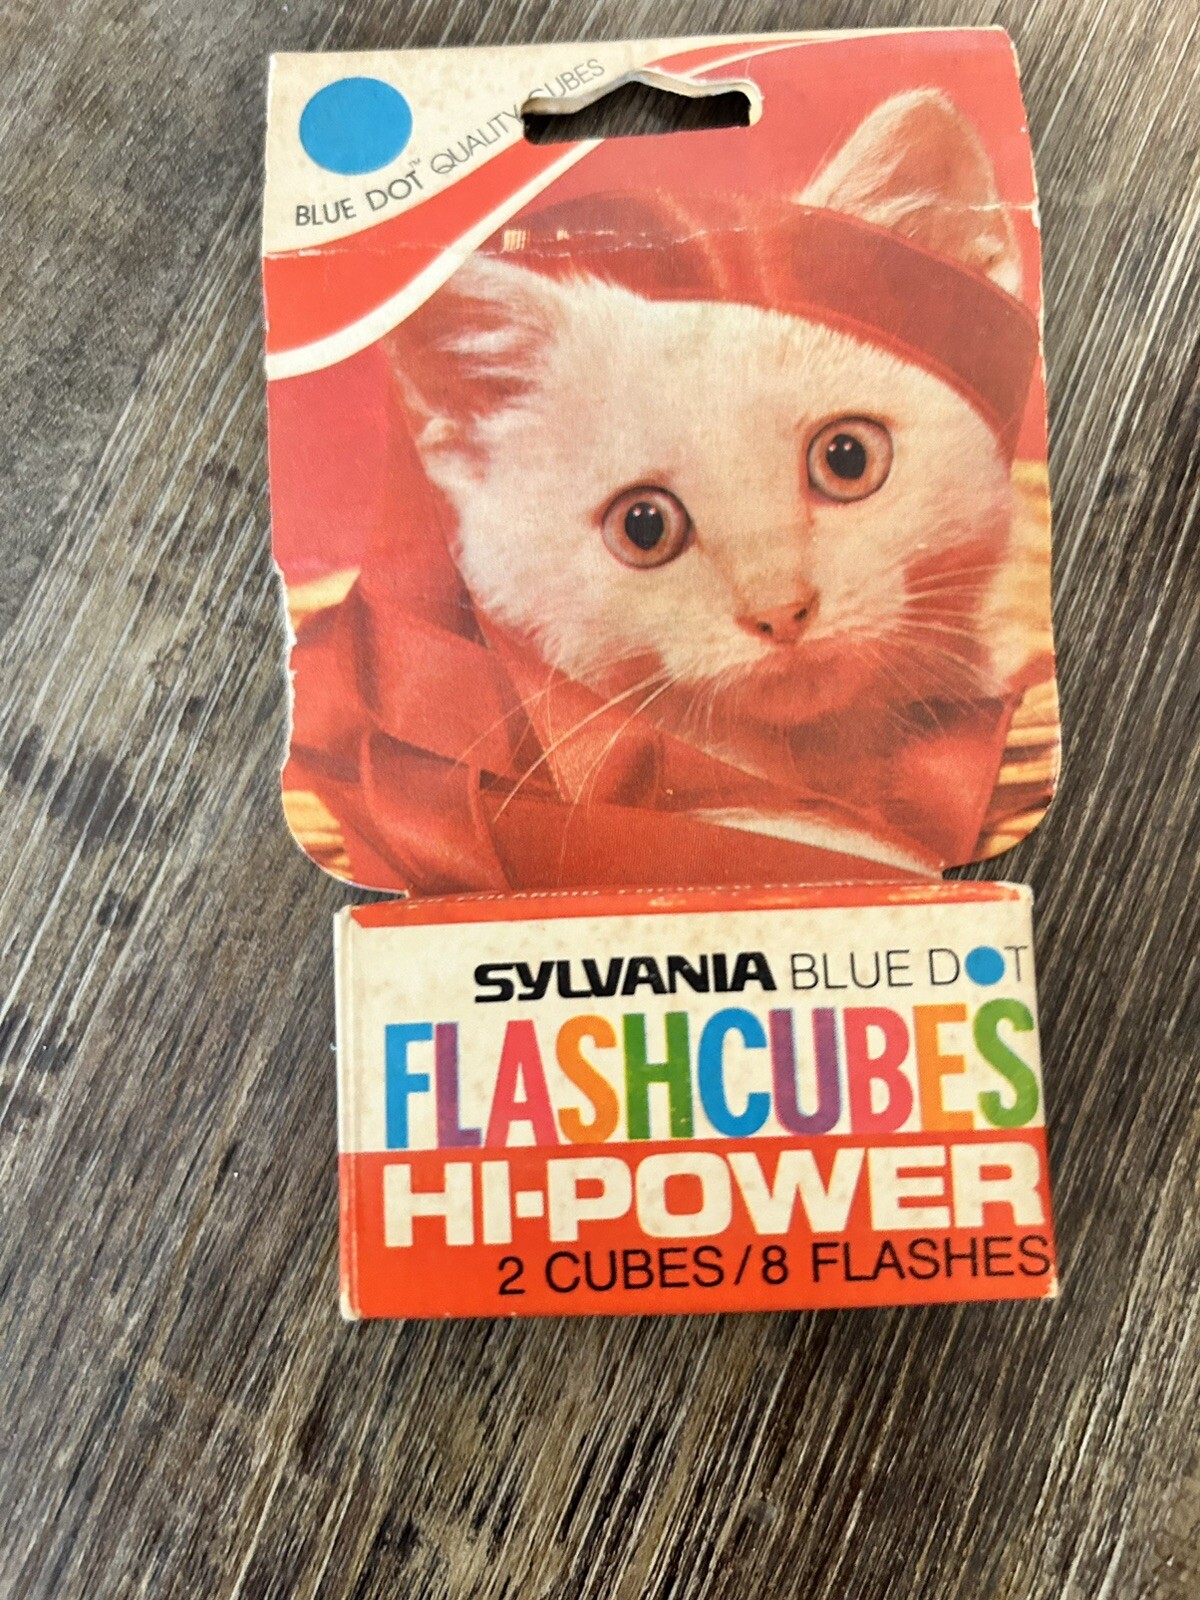 BLUE DOT™ QUALITY CUBES
SYLVANIA BLUE DOT
FLASHCUBES
HI-POWER
2 CUBES/8 FLASHES